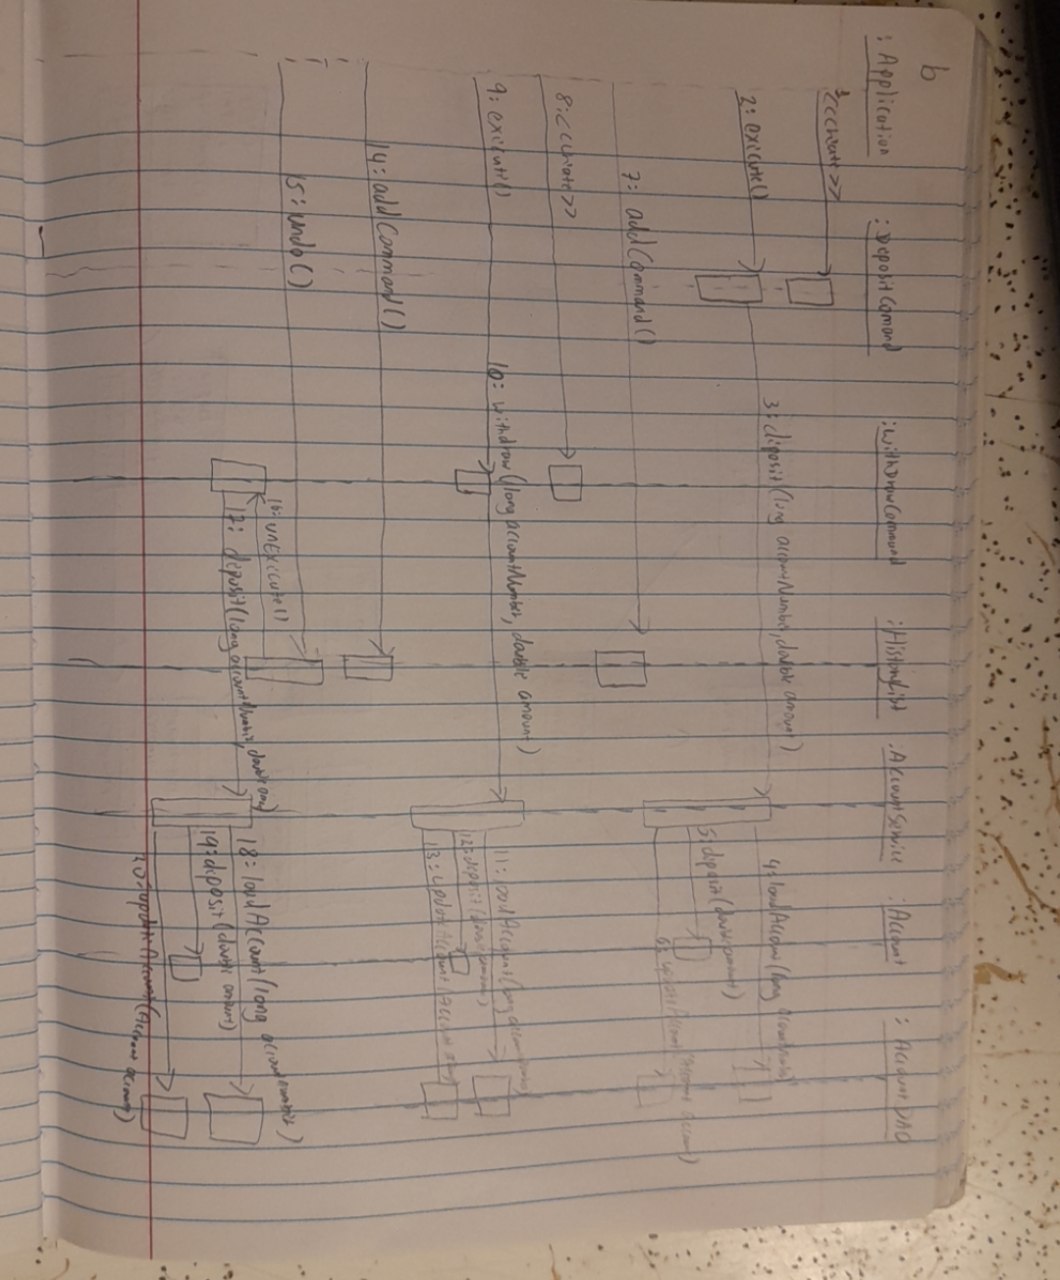 b
:Application
:DepositComand
:WithDrawCommand
:HistoryList
:AccountService
:Account
:AccountDAO
1:<<create>>
2: execute()
3: deposit(long accountNumber, double amount)
4: loadAccount(long accountNumber)
5: deposit(double amount)
6: updateAccount(Account account)
7: addCommand()
8: <<create>>
9: execute()
10: withdraw(long accountNumber, double amount)
11: loadAccount(long accountNumber)
12: deposit(double amount)
13: updateAccount(Account
14: addCommand()
15: undo()
16: unExecute()
17: deposit(long accountNumber, double
18: loadAccount(long accountNumber)
19: deposit(double amount)
20: updateAccount(Account account)